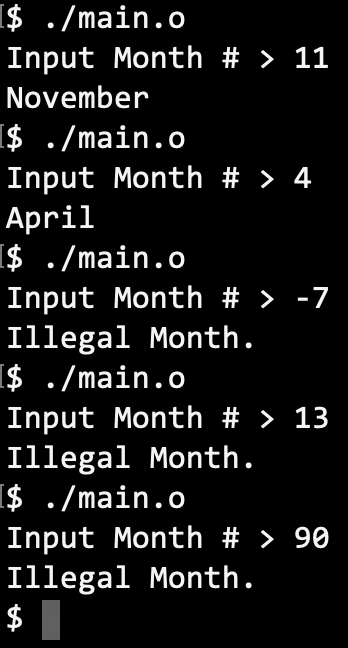 $ ./main.o
Input Month # > 11
November
$ ./main.o
Input Month # > 4
April
$ ./main.o
Input Month # > -7
Illegal Month.
$ ./main.o
Input Month # > 13
Illegal Month.
$ ./main.o
Input Month # > 90
Illegal Month.
$